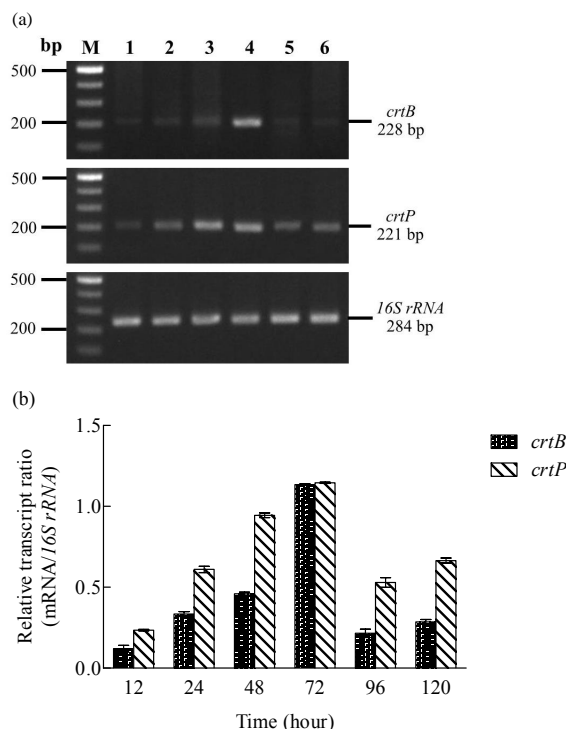 (a)
bp M 1 2 3 4 5 6
500
200
crtB
228 bp
500
200
crtP
221 bp
500
200
16S rRNA
284 bp
(b)
Relative transcript ratio
(mRNA/16S rRNA)
1.5
1.0
0.5
0.0
12 24 48 72 96 120
Time (hour)
crtB
crtP